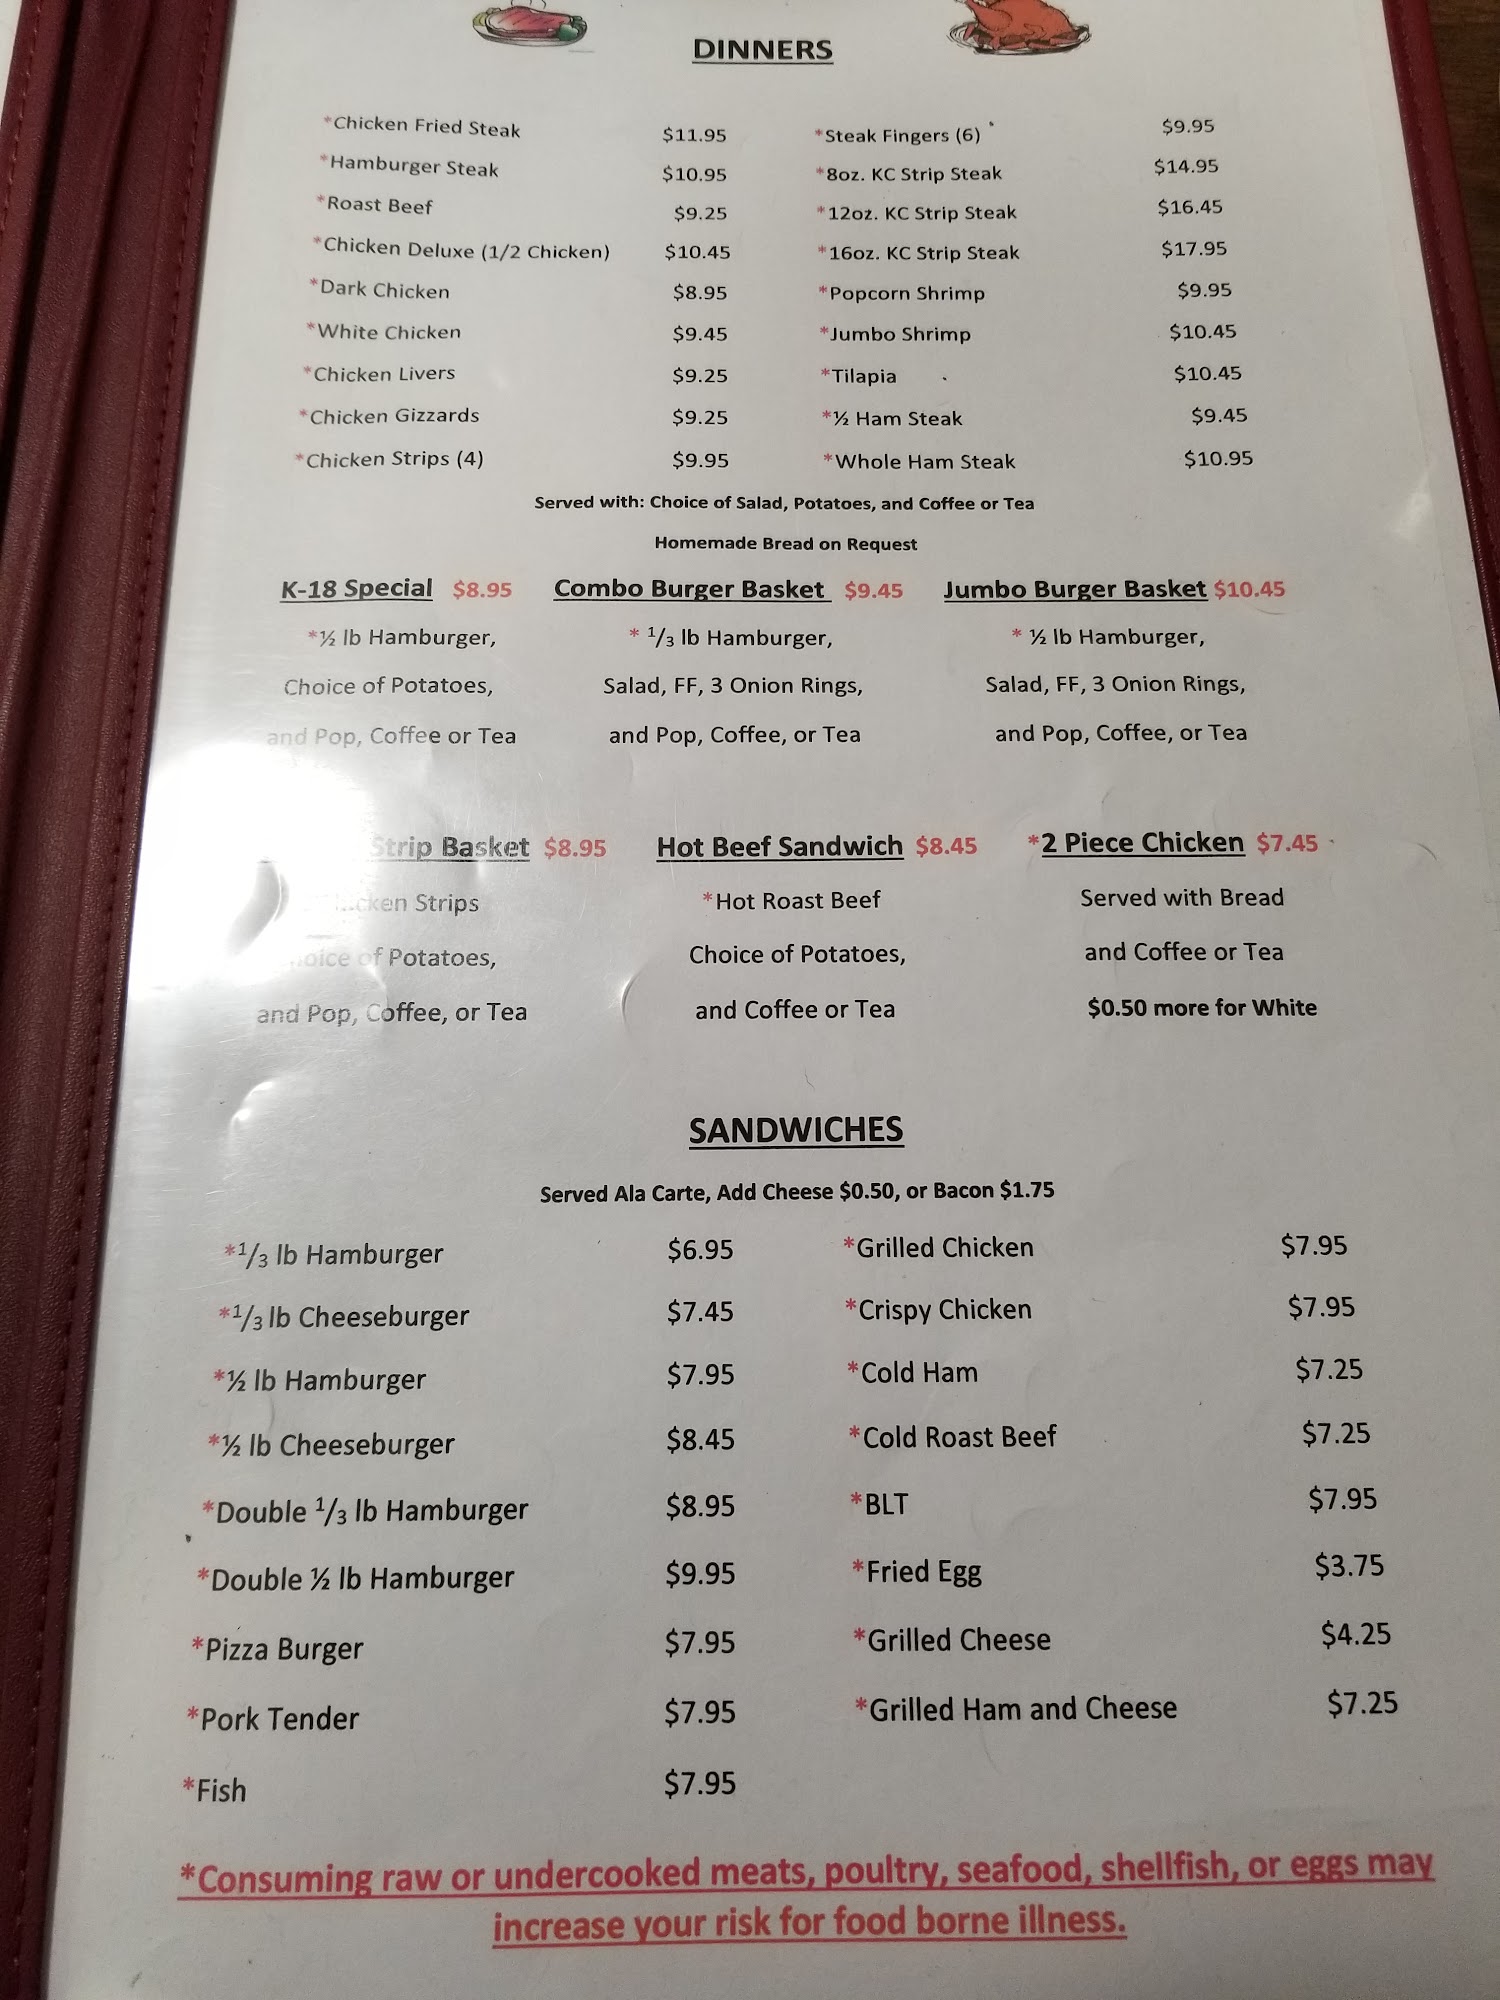 DINNERS
*Chicken Fried Steak $11.95 *Steak Fingers (6) $9.95
*Hamburger Steak $10.95 *8oz. KC Strip Steak $14.95
*Roast Beef $9.25 *12oz. KC Strip Steak $16.45
*Chicken Deluxe (1/2 Chicken) $10.45 *16oz. KC Strip Steak $17.95
*Dark Chicken $8.95 *Popcorn Shrimp $9.95
*White Chicken $9.45 *Jumbo Shrimp $10.45
*Chicken Livers $9.25 *Tilapia $10.45
*Chicken Gizzards $9.25 *½ Ham Steak $9.45
*Chicken Strips (4) $9.95 *Whole Ham Steak $10.95
Served with: Choice of Salad, Potatoes, and Coffee or Tea
Homemade Bread on Request
K-18 Special $8.95 Combo Burger Basket $9.45 Jumbo Burger Basket $10.45
*½ lb Hamburger, * 1/3 lb Hamburger, * ½ lb Hamburger,
Choice of Potatoes, Salad, FF, 3 Onion Rings, Salad, FF, 3 Onion Rings,
and Pop, Coffee or Tea and Pop, Coffee, or Tea and Pop, Coffee, or Tea
Strip Basket $8.95 Hot Beef Sandwich $8.45 *2 Piece Chicken $7.45
Strips *Hot Roast Beef Served with Bread
of Potatoes, Choice of Potatoes, and Coffee or Tea
and Pop, Coffee, or Tea and Coffee or Tea $0.50 more for White
SANDWICHES
Served Ala Carte, Add Cheese $0.50, or Bacon $1.75
*1/3 lb Hamburger $6.95 *Grilled Chicken $7.95
*1/3 lb Cheeseburger $7.45 *Crispy Chicken $7.95
*½ lb Hamburger $7.95 *Cold Ham $7.25
*½ lb Cheeseburger $8.45 *Cold Roast Beef $7.25
*Double 1/3 lb Hamburger $8.95 *BLT $7.95
*Double ½ lb Hamburger $9.95 *Fried Egg $3.75
*Pizza Burger $7.95 *Grilled Cheese $4.25
*Pork Tender $7.95 *Grilled Ham and Cheese $7.25
*Fish $7.95
*Consuming raw or undercooked meats, poultry, seafood, shellfish, or eggs may
increase your risk for food borne illness.